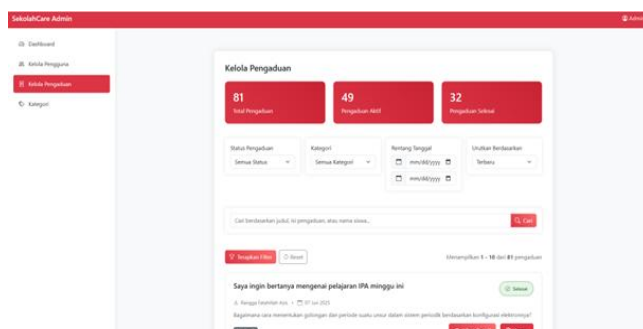 SekolahCare Admin
Admin
Dashboard
Kelola Pengguna
Kelola Pengaduan
Kategori
Kelola Pengaduan
81
Total Pengaduan
49
Pengaduan Aktif
32
Pengaduan Selesai
Status Pengaduan
Semua Status
Kategori
Semua Kategori
Rentang Tanggal
mm/dd/yyyy
mm/dd/yyyy
Urutkan Berdasarkan
Terbaru
Cari berdasarkan judul, isi pengaduan, atau nama siswa...
Cari
Terapkan Filter
Reset
Menampilkan 1 - 10 dari 81 pengaduan
Saya ingin bertanya mengenai pelajaran IPA minggu ini
Selesai
07 Jun 2025
Bagaimana cara menentukan golongan dan periode suatu unsur dalam sistem periodik berdasarkan konfigurasi elektronnya?